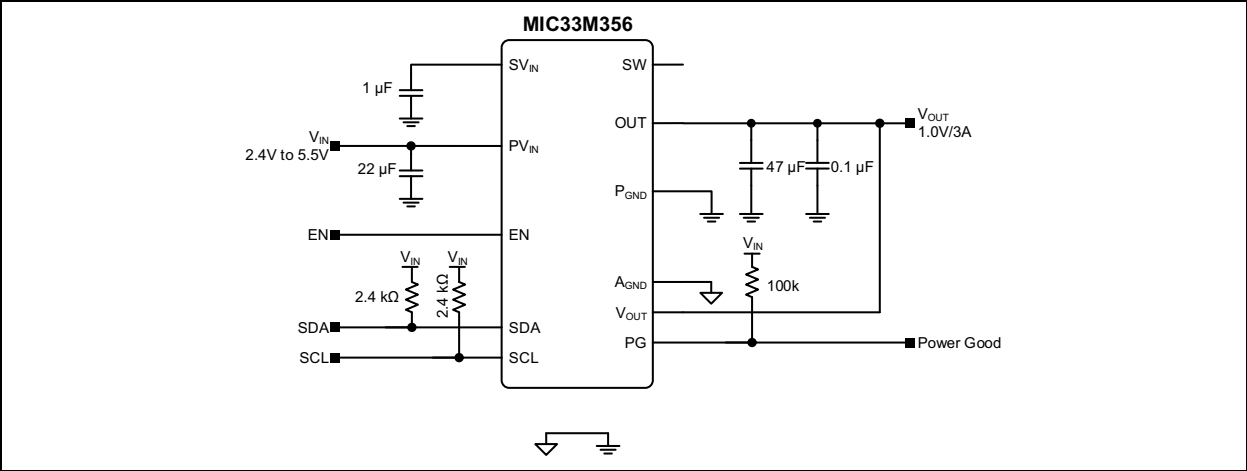 MIC33M356
SVIN
SW
1 µF
OUT
VOUT
1.0V/3A
VIN
2.4V to 5.5V
PVIN
22 µF
47 µF
0.1 µF
PGND
EN
EN
VIN
VIN
VIN
2.4 kΩ
2.4 kΩ
100k
AGND
VOUT
SDA
SDA
PG
Power Good
SCL
SCL